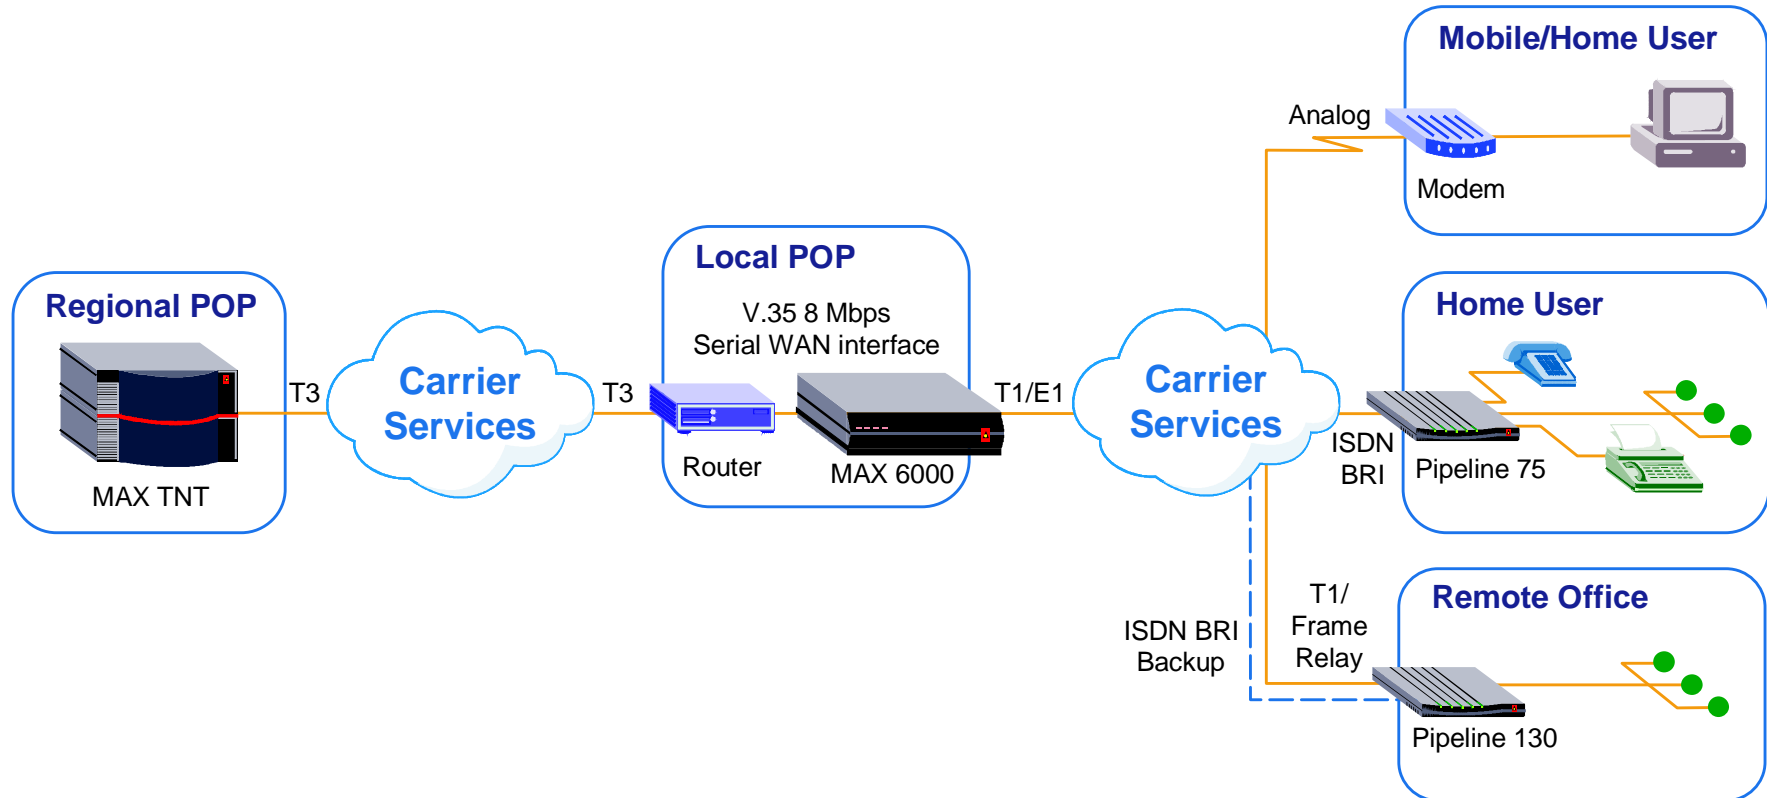 Mobile/Home User
Analog
Modem
Local POP
V.35 8 Mbps
Serial WAN interface
Regional POP
Home User
T3
Carrier
Services
T3
T1/E1
Carrier
Services
Router
MAX 6000
MAX TNT
ISDN
BRI
Pipeline 75
Remote Office
T1/
Frame
Relay
ISDN BRI
Backup
Pipeline 130